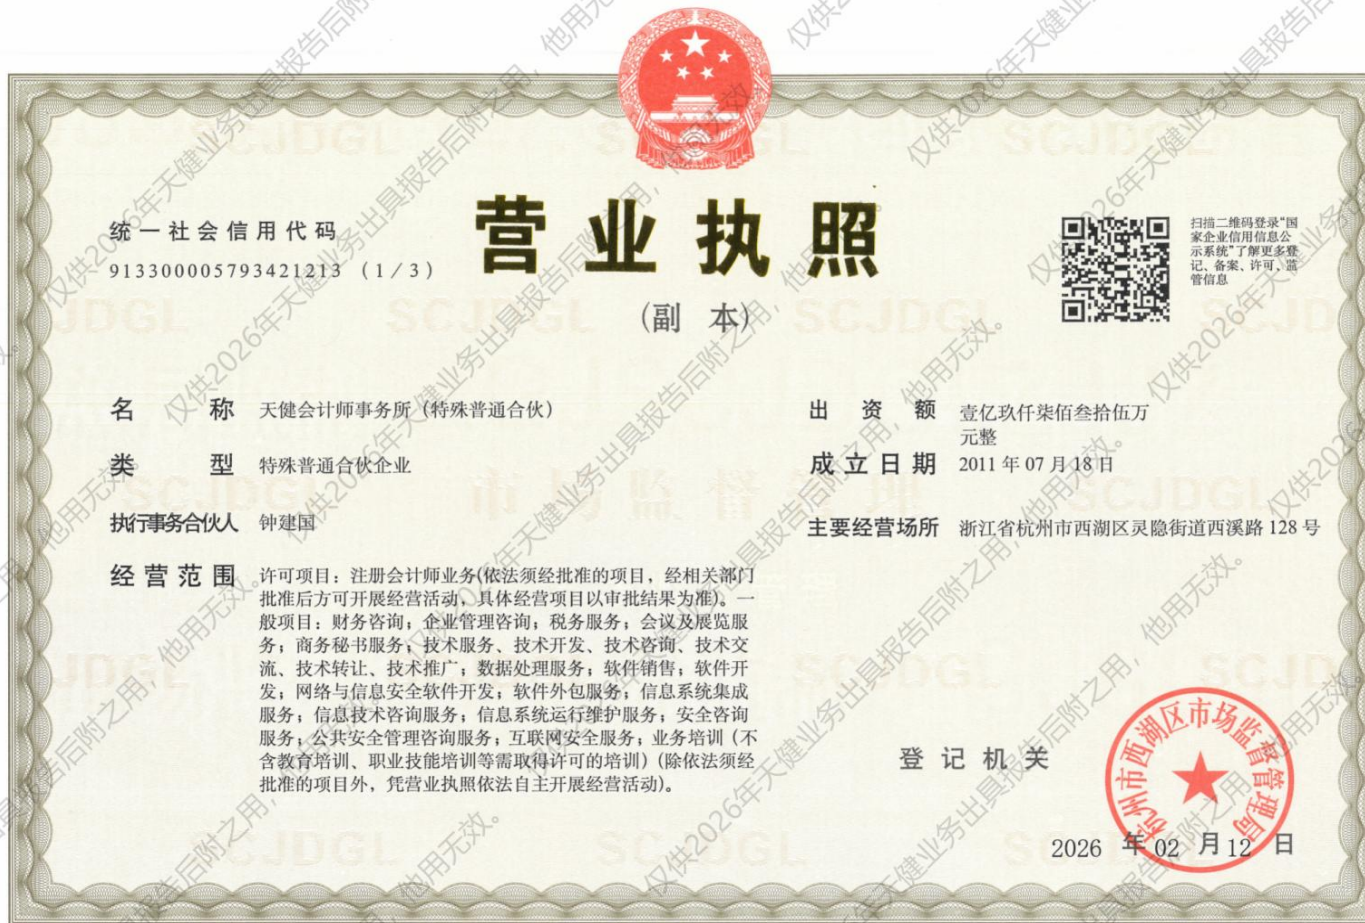 营业执照
(副 本)
统一社会信用代码
913300005793421213 (1/3)
扫描二维码登录“国
家企业信用信息公
示系统”了解更多登
记、备案、许可、监
管信息
名 称 天健会计师事务所（特殊普通合伙）
类 型 特殊普通合伙企业
执行事务合伙人 钟建国
经营范围 许可项目：注册会计师业务(依法须经批准的项目，经相关部门
批准后方可开展经营活动，具体经营项目以审批结果为准)。一
般项目：财务咨询；企业管理咨询；税务服务；会议及展览服
务；商务秘书服务；技术服务、技术开发、技术咨询、技术交
流、技术转让、技术推广；数据处理服务；软件销售；软件开
发；网络与信息安全软件开发；软件外包服务；信息系统集成
服务；信息技术咨询服务；信息系统运行维护服务；安全咨询
服务；公共安全管理咨询服务；互联网安全服务；业务培训（不
含教育培训、职业技能培训等需取得许可的培训）(除依法须经
批准的项目外，凭营业执照依法自主开展经营活动)。
出 资 额 壹亿玖仟柒佰叁拾伍万
元整
成立日期 2011年07月18日
主要经营场所 浙江省杭州市西湖区灵隐街道西溪路128号
登记机关
杭州市西湖区市场监督管理局
2026 年 02 月 12 日
仅供2026年天健业务出具报告后附之用，他用无效。
SCJDGL
市场监督管理